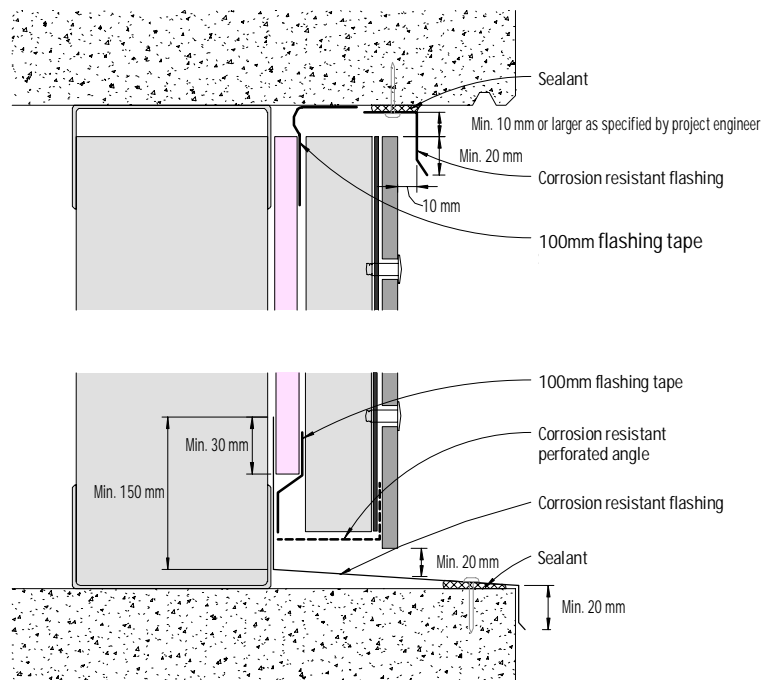 Sealant
Min. 10 mm or larger as specified by project engineer
Min. 20 mm
Corrosion resistant flashing
10 mm
100mm flashing tape
100mm flashing tape
Min. 30 mm
Corrosion resistant
perforated angle
Min. 150 mm
Corrosion resistant flashing
Min. 20 mm
Sealant
Min. 20 mm